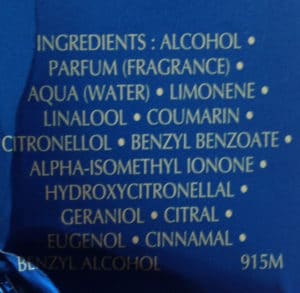 INGREDIENTS : ALCOHOL •
PARFUM (FRAGRANCE) •
AQUA (WATER) • LIMONENE •
LINALOOL • COUMARIN •
CITRONELLOL • BENZYL BENZOATE •
ALPHA-ISOMETHYL IONONE •
HYDROXYCITRONELLAL •
GERANIOL • CITRAL •
EUGENOL • CINNAMAL •
BENZYL ALCOHOL 915M